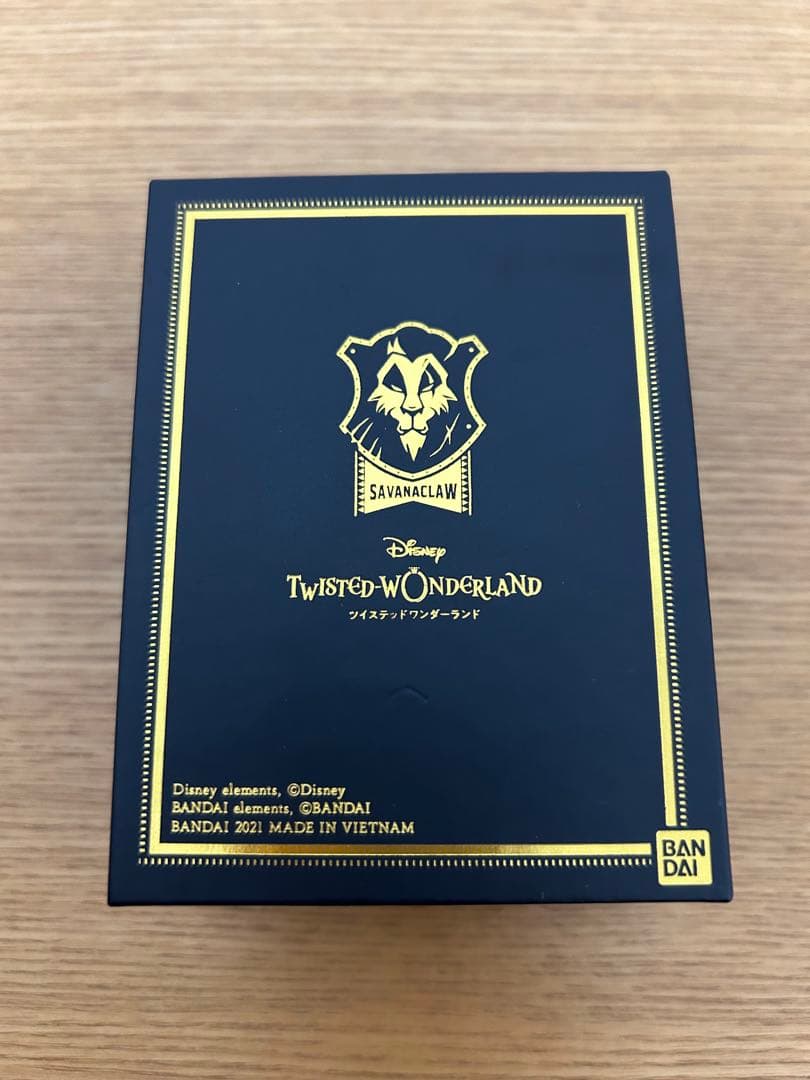 SAVANACLAW
Disney
TWISTED-WONDERLAND
ツイステッドワンダーランド
Disney elements, ©Disney
BANDAI elements, ©BANDAI
BANDAI 2021 MADE IN VIETNAM
BAN
DAI